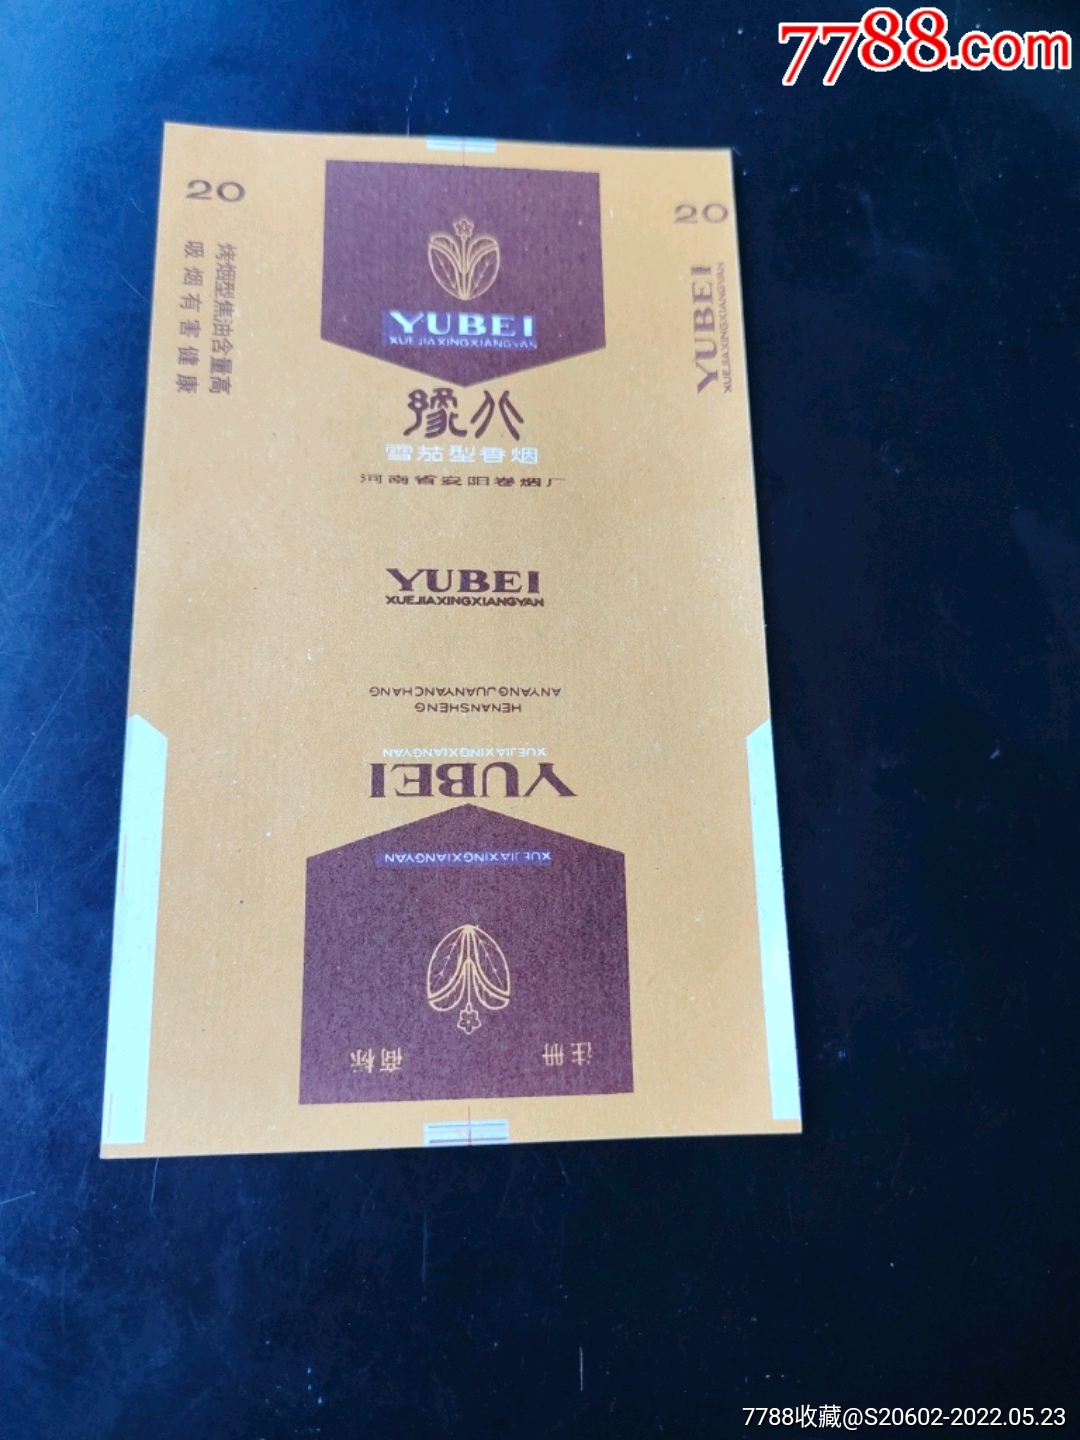 7788.com
20
吸烟有害健康
烤烟型焦油含量高
YUBEI
XUEJIAXINGXIANGYAN
豫北
雪茄型香烟
河南省安阳卷烟厂
20
YUBEI
XUEJIAXINGXIANGYAN
YUBEI
XUEJIAXINGXIANGYAN
HENANSHENG
ANYANGJUANYANCHANG
YUBEI
XUEJIAXINGXIANGYAN
XUEJIAXINGXIANGYAN
注册 商标
7788收藏@S20602-2022.05.23